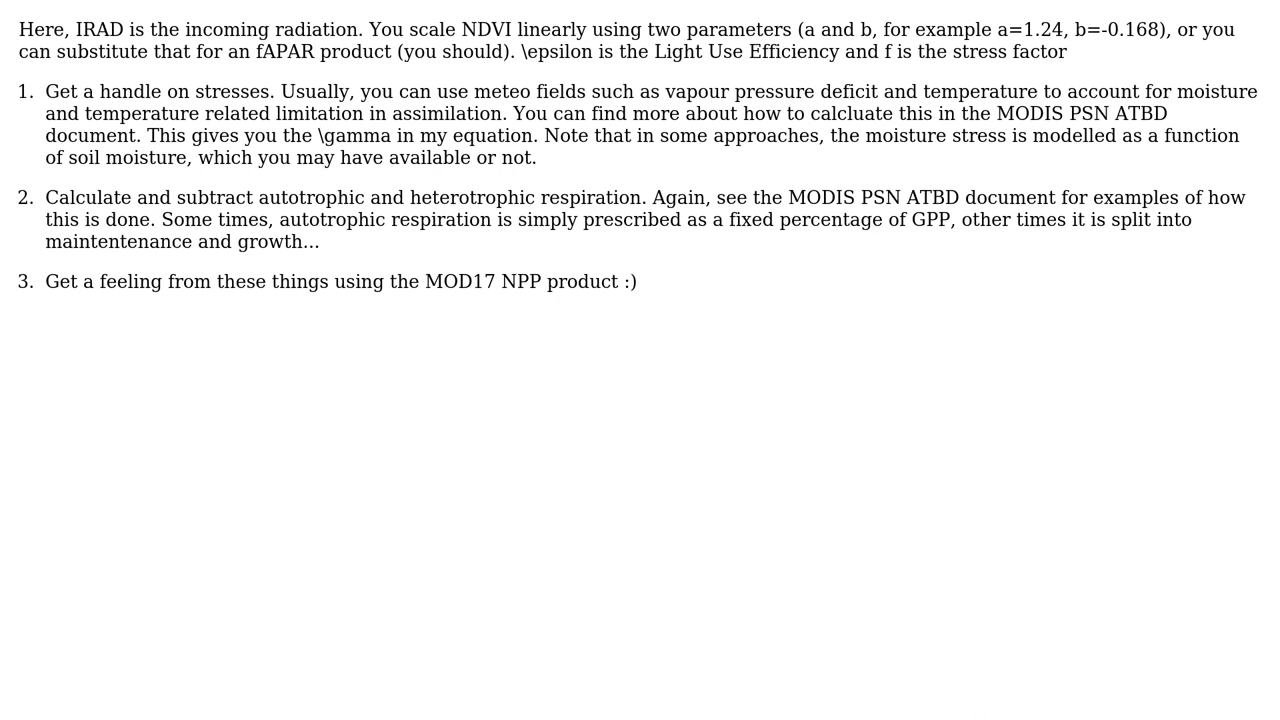 Here, IRAD is the incoming radiation. You scale NDVI linearly using two parameters (a and b, for example a=1.24, b=-0.168), or you
can substitute that for an fAPAR product (you should). \epsilon is the Light Use Efficiency and f is the stress factor
1. Get a handle on stresses. Usually, you can use meteo fields such as vapour pressure deficit and temperature to account for moisture
and temperature related limitation in assimilation. You can find more about how to calcluate this in the MODIS PSN ATBD
document. This gives you the \gamma in my equation. Note that in some approaches, the moisture stress is modelled as a function
of soil moisture, which you may have available or not.
2. Calculate and subtract autotrophic and heterotrophic respiration. Again, see the MODIS PSN ATBD document for examples of how
this is done. Some times, autotrophic respiration is simply prescribed as a fixed percentage of GPP, other times it is split into
maintentenance and growth...
3. Get a feeling from these things using the MOD17 NPP product :)